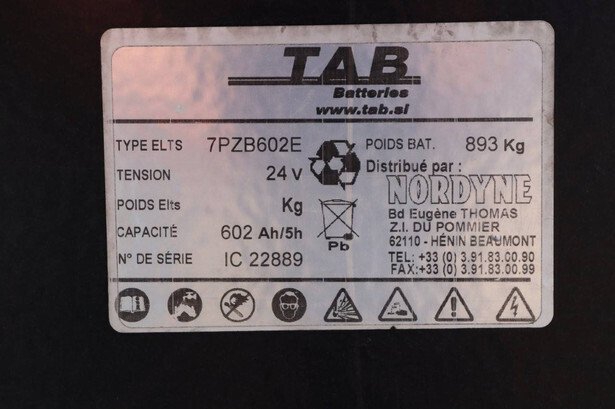 TAB
Batteries
www.tab.si
TYPE ELTS 7PZB602E
TENSION 24 V
POIDS Elts Kg
CAPACITÉ 602 Ah/5h
N° DE SÉRIE IC 22889
Pb
POIDS BAT. 893 Kg
Distribué par :
NORDYNE
Bd Eugène THOMAS
Z.I. DU POMMIER
62110 - HÉNIN BEAUMONT
TEL: +33 (0) 3.91.83.00.90
FAX:+33 (0) 3.91.83.00.99